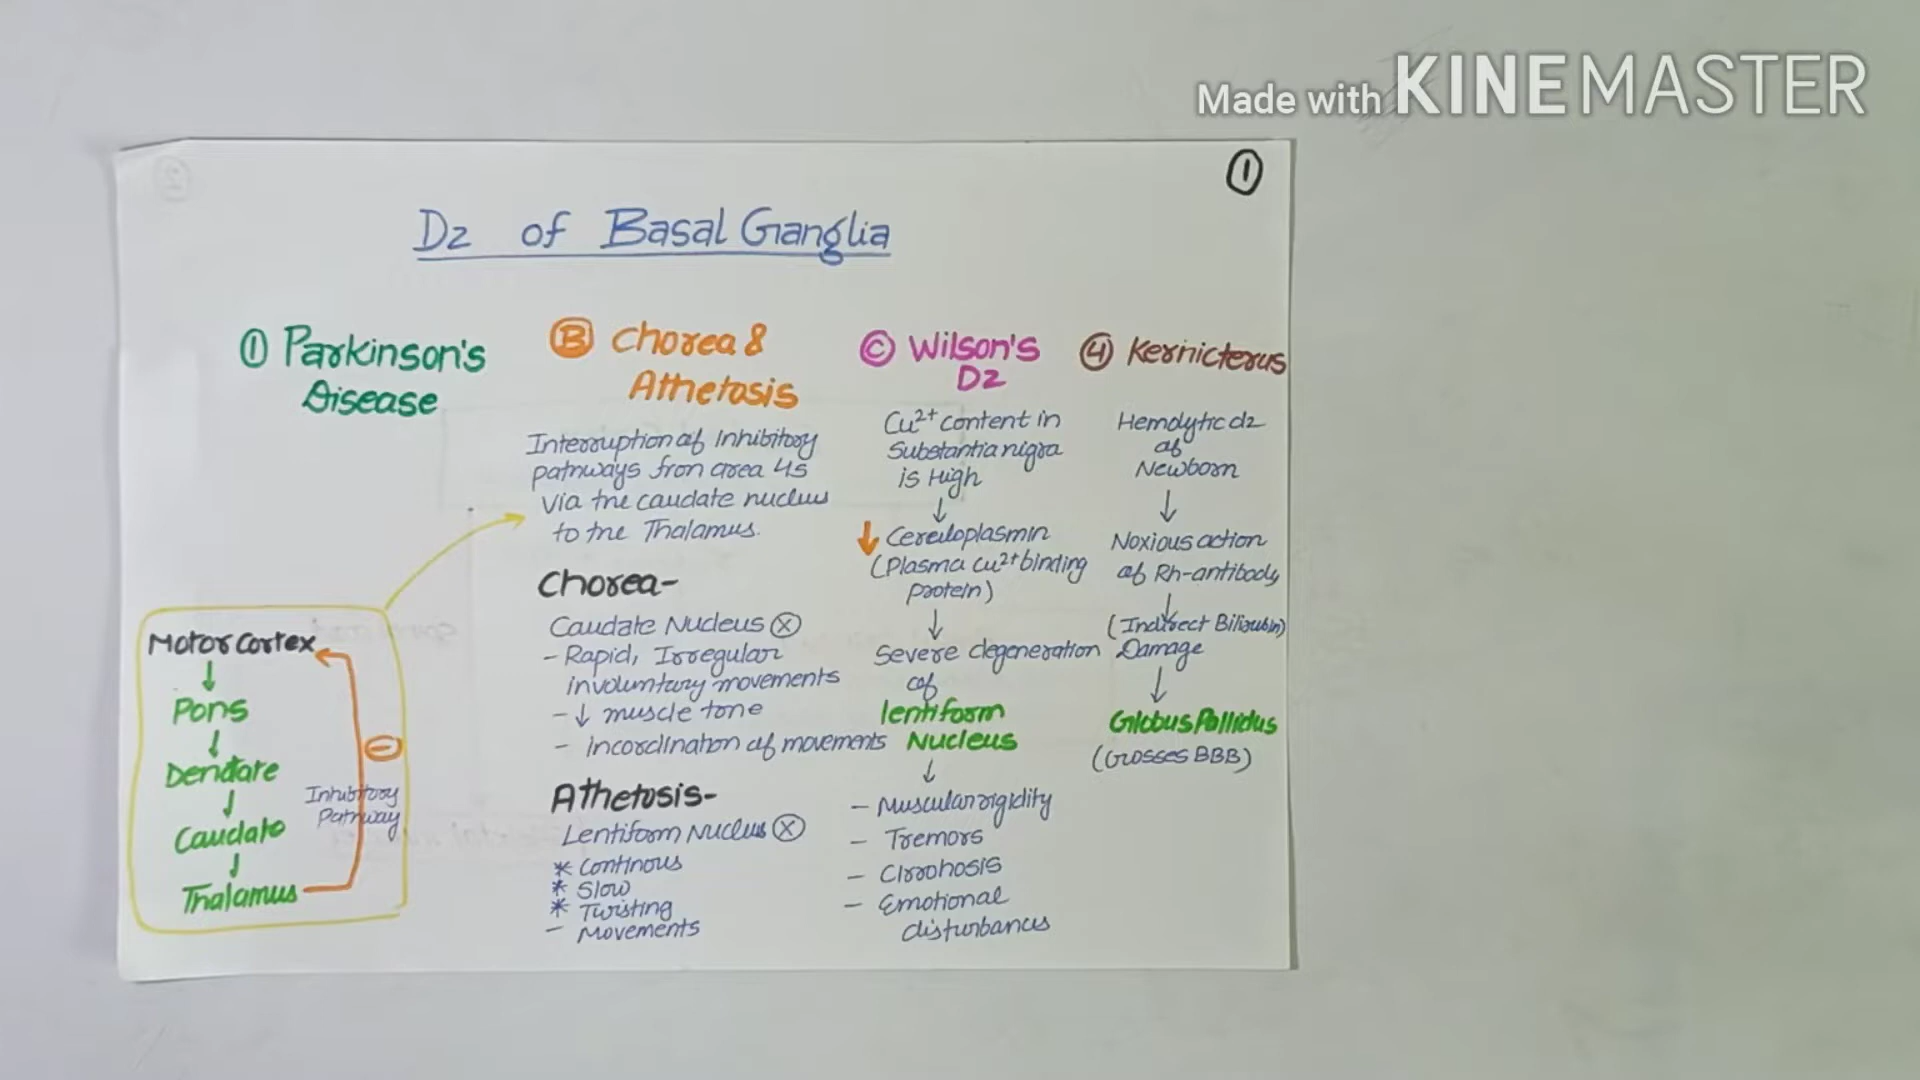 Made with KINEMASTER
1
Dz of Basal Ganglia
① Parkinson's
Disease
Ⓑ Chorea &
Athetosis
Interruption of Inhibitory
pathways from area 4s
via the caudate nucleus
to the Thalamus.
Chorea-
Caudate Nucleus ⊗
- Rapid, Irregular
involuntary movements
- ↓ muscle tone
- incordination of movements
Athetosis-
Lentiform Nucleus ⊗
* Continous
* Slow
* Twisting
- Movements
Motor cortex
↓
Pons
↓
Dendate
↓
Caudate
↓
Thalamus
Inhibitory
Pathway
Ⓒ Wilson's
Dz
Cu²⁺ content in
Substantia nigra
is High
↓
↓ Ceruloplasmin
(Plasma Cu²⁺ binding
protein)
↓
Severe degeneration
of
lentiform
Nucleus
↓
- Muscular rigidity
- Tremors
- Cirrohosis
- Emotional
disturbances
④ Kernicterus
Hemolytic dz
of
Newborn
↓
Noxious action
of Rh-antibody
↓
(Indirect Bilirubin)
Damage
↓
Globus Pallidus
(Crosses BBB)